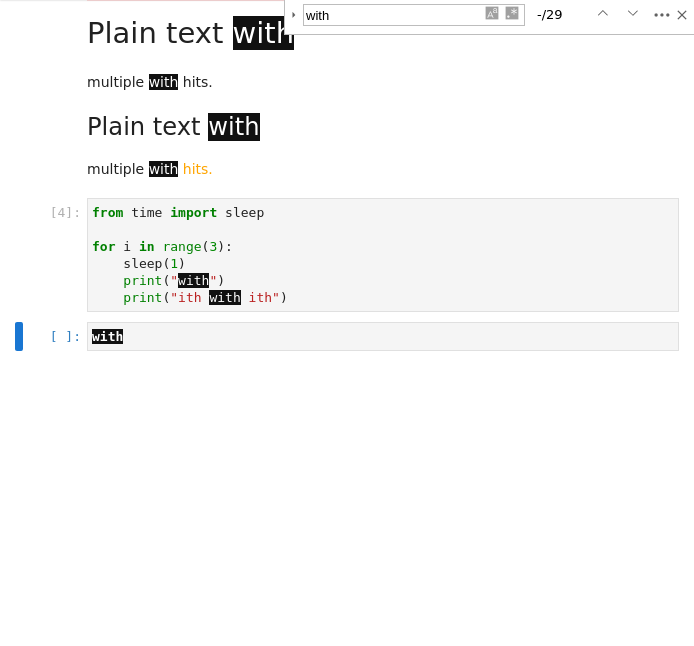 with
-/29
Plain text with
multiple with hits.
Plain text with
multiple with hits.
[4]:
from time import sleep
for i in range(3):
    sleep(1)
    print("with")
    print("ith with ith")
[ ]:
with